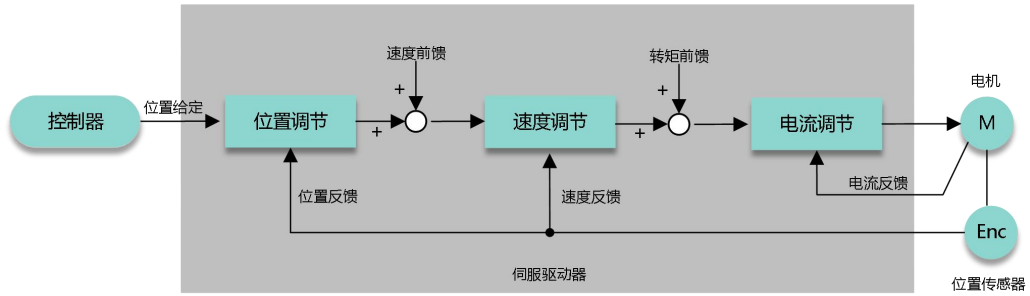 速度前馈
转矩前馈
电机
控制器
位置给定
位置调节
速度调节
电流调节
M
+
+
+
+
位置反馈
速度反馈
电流反馈
Enc
伺服驱动器
位置传感器